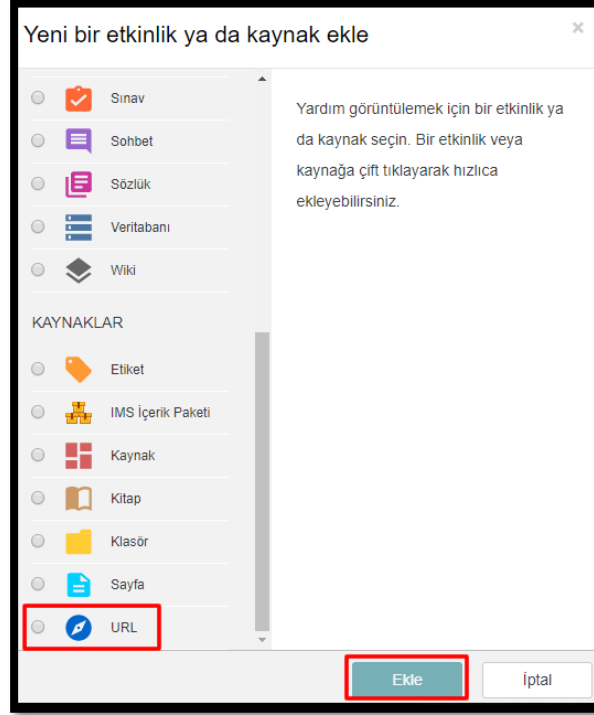 Yeni bir etkinlik ya da kaynak ekle
×
Sınav
Sohbet
Sözlük
Veritabanı
Wiki
KAYNAKLAR
Etiket
IMS İçerik Paketi
Kaynak
Kitap
Klasör
Sayfa
URL
Yardım görüntülemek için bir etkinlik ya
da kaynak seçin. Bir etkinlik veya
kaynağa çift tıklayarak hızlıca
ekleyebilirsiniz.
Ekle
İptal